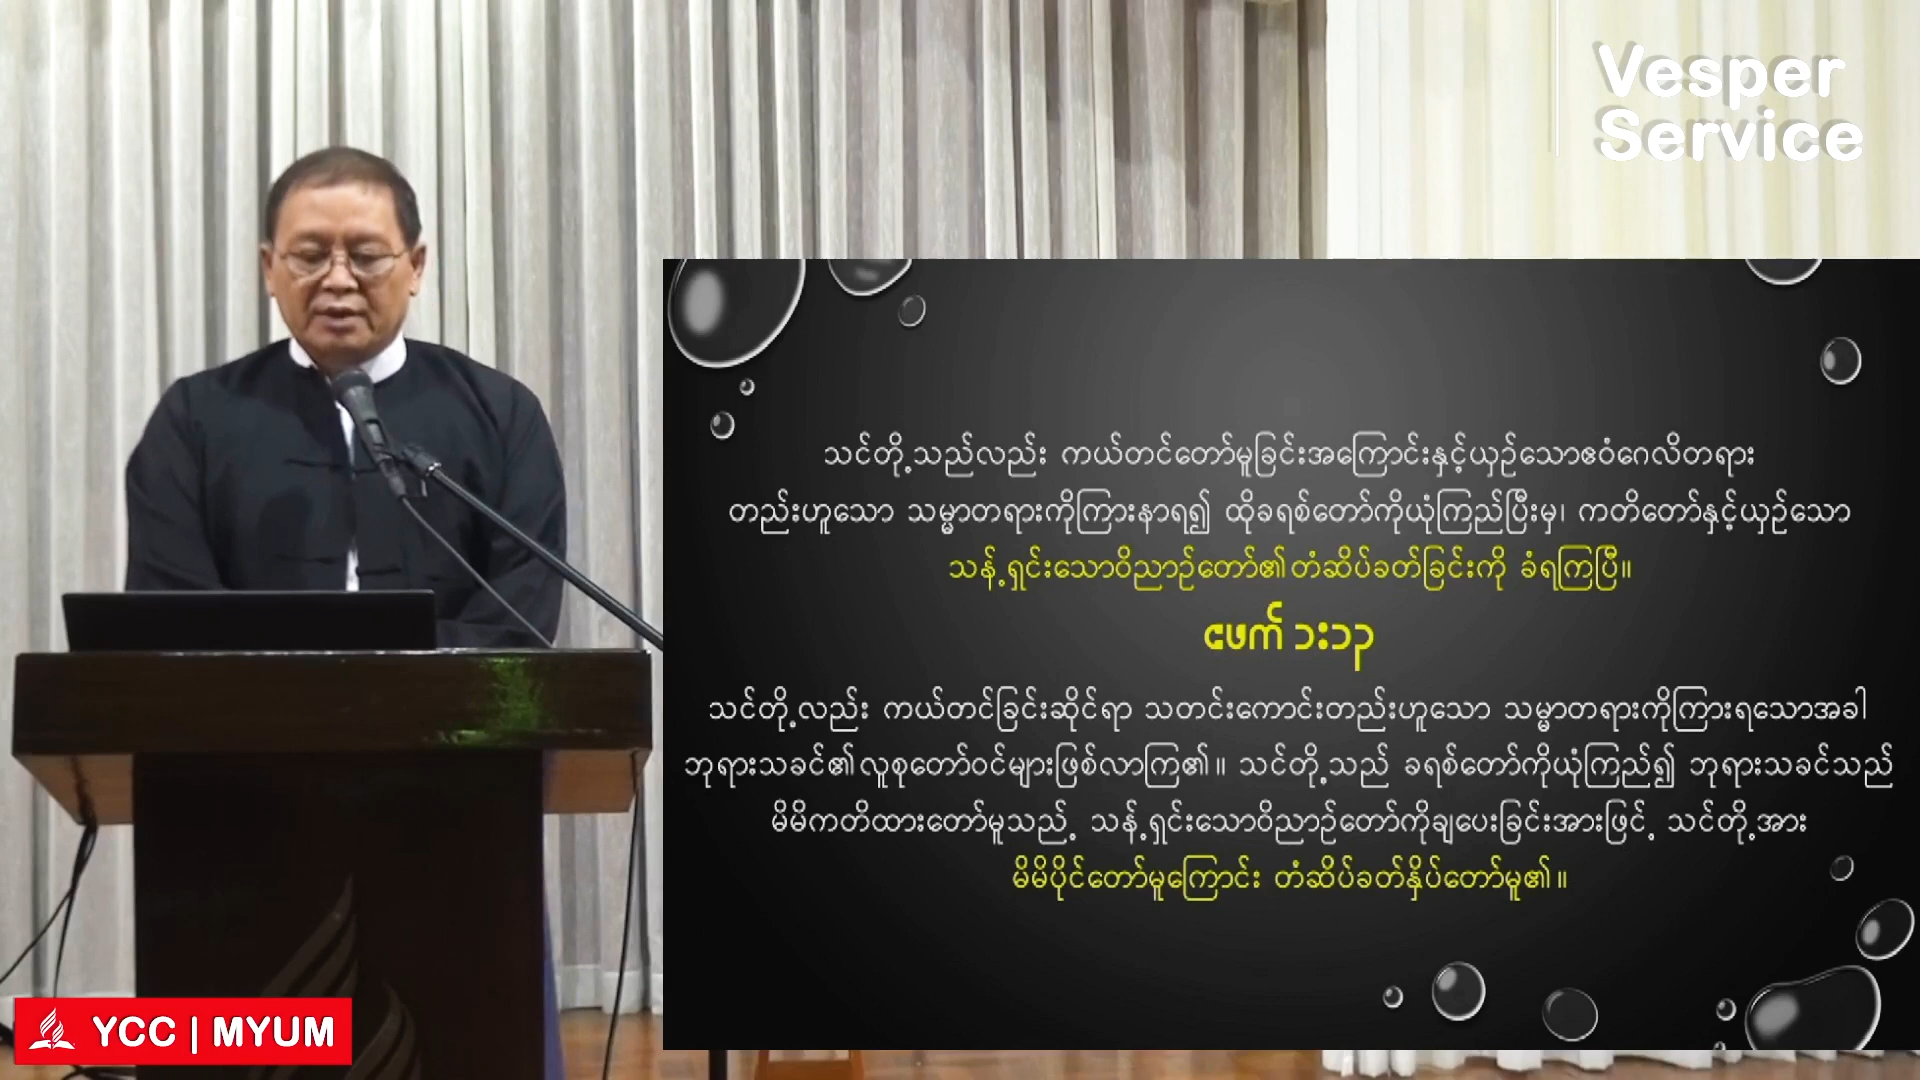 Vesper
Service
သင်တို့သည်လည်း ကယ်တင်တော်မူခြင်းအကြောင်းနှင့်ယှဉ်သောဧဝံဂေလိတရား
တည်းဟူသော သမ္မာတရားကိုကြားနာရ၍ ထိုခရစ်တော်ကိုယုံကြည်ပြီးမှ၊ ကတိတော်နှင့်ယှဉ်သော
သန့်ရှင်းသောဝိညာဉ်တော်၏တံဆိပ်ခတ်ခြင်းကို ခံရကြပြီ။
ဧဖက် ၁း၁၃
သင်တို့လည်း ကယ်တင်ခြင်းဆိုင်ရာ သတင်းကောင်းတည်းဟူသော သမ္မာတရားကိုကြားရသောအခါ
ဘုရားသခင်၏လူစုတော်ဝင်များဖြစ်လာကြ၏။ သင်တို့သည် ခရစ်တော်ကိုယုံကြည်၍ ဘုရားသခင်သည်
မိမိကတိထားတော်မူသည့် သန့်ရှင်းသောဝိညာဉ်တော်ကိုချပေးခြင်းအားဖြင့် သင်တို့အား
မိမိပိုင်တော်မူကြောင်း တံဆိပ်ခတ်နှိပ်တော်မူ၏။
YCC | MYUM